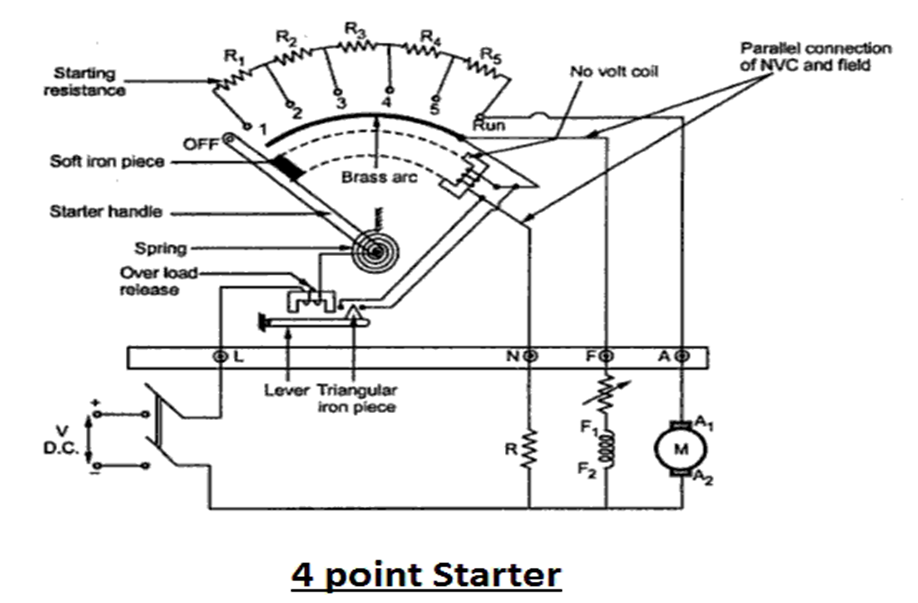 R1
R2
R3
R4
R5
Parallel connection
of NVC and field
Starting
resistance
No volt coil
1
2
3
4
5
Run
OFF
Soft iron piece
Brass arc
Starter handle
Spring
Over load
release
L
N
F
A
Lever
Triangular
iron piece
+
V
D.C.
–
R
F1
F2
A1
M
A2
4 point Starter